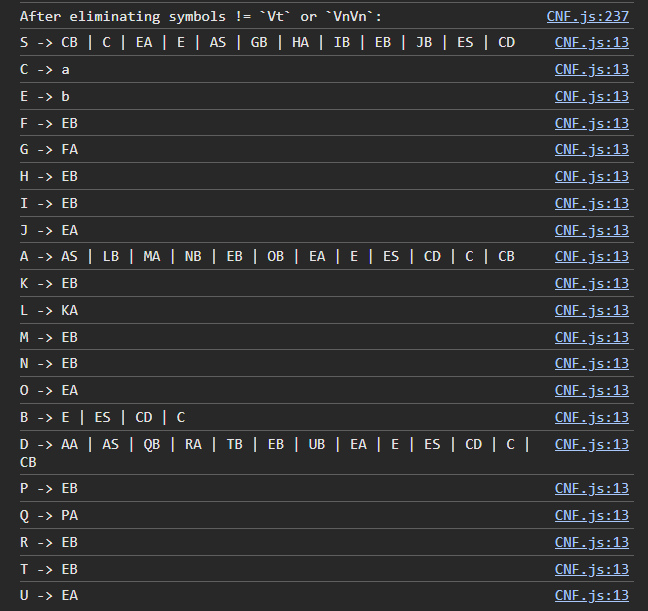 After eliminating symbols != `Vt` or `VnVn`: CNF.js:237
S -> CB | C | EA | E | AS | GB | HA | IB | EB | JB | ES | CD CNF.js:13
C -> a CNF.js:13
E -> b CNF.js:13
F -> EB CNF.js:13
G -> FA CNF.js:13
H -> EB CNF.js:13
I -> EB CNF.js:13
J -> EA CNF.js:13
A -> AS | LB | MA | NB | EB | OB | EA | E | ES | CD | C | CB CNF.js:13
K -> EB CNF.js:13
L -> KA CNF.js:13
M -> EB CNF.js:13
N -> EB CNF.js:13
O -> EA CNF.js:13
B -> E | ES | CD | C CNF.js:13
D -> AA | AS | QB | RA | TB | EB | UB | EA | E | ES | CD | C | CNF.js:13
CB
P -> EB CNF.js:13
Q -> PA CNF.js:13
R -> EB CNF.js:13
T -> EB CNF.js:13
U -> EA CNF.js:13